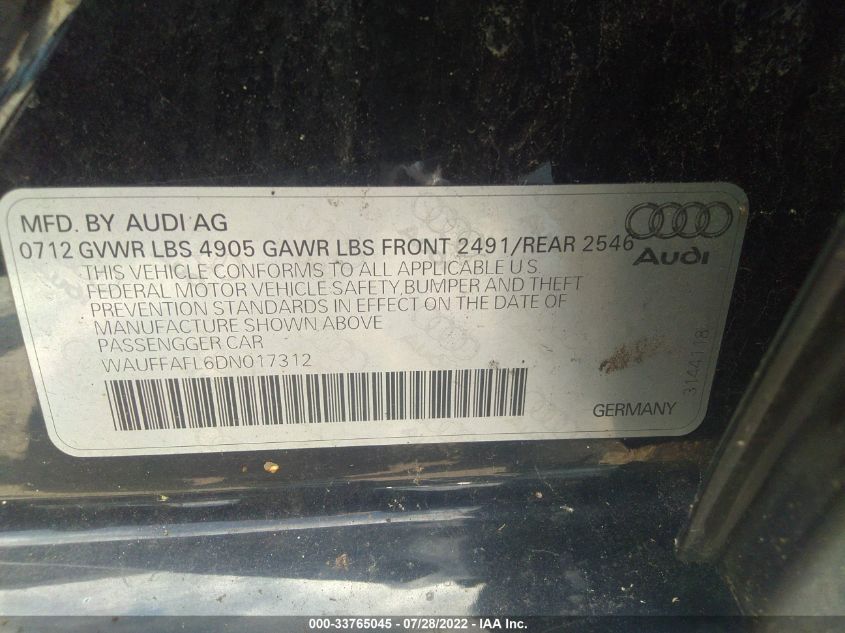 MFD. BY AUDI AG
0712 GVWR LBS 4905 GAWR LBS FRONT 2491/REAR 2546
Audi
THIS VEHICLE CONFORMS TO ALL APPLICABLE U.S.
FEDERAL MOTOR VEHICLE SAFETY,BUMPER AND THEFT
PREVENTION STANDARDS IN EFFECT ON THE DATE OF
MANUFACTURE SHOWN ABOVE
PASSENGGER CAR
WAUFFAFL6DN017312
3144118
GERMANY
000-33765045 - 07/28/2022 - IAA Inc.